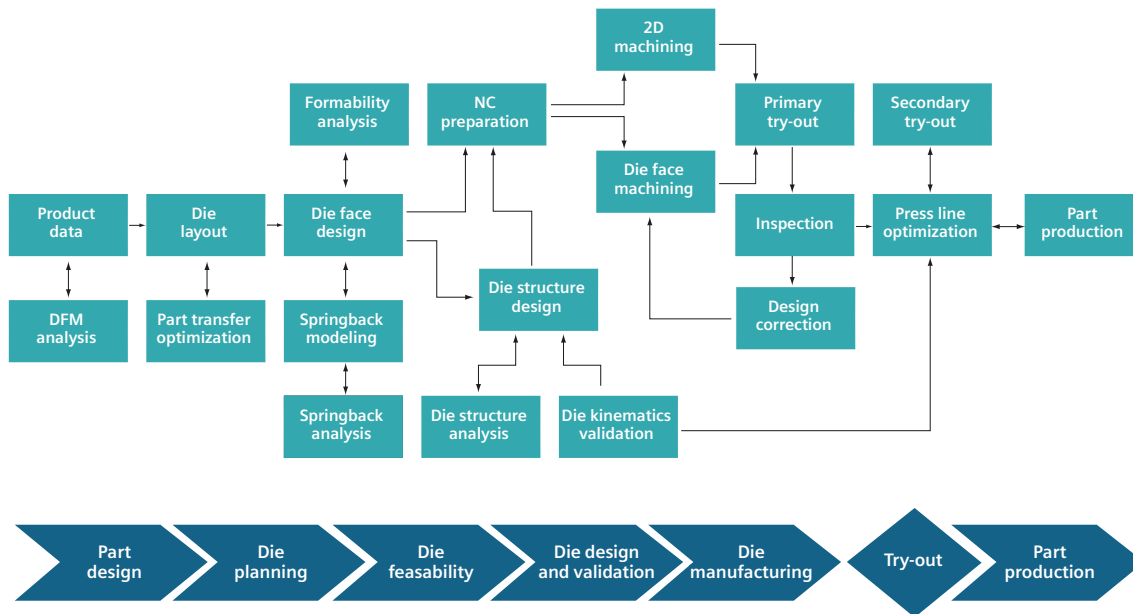 2D
machining
Formability
analysis
NC
preparation
Primary
try-out
Secondary
try-out
Die face
machining
Product
data
Die
layout
Die face
design
Inspection
Press line
optimization
Part
production
Die structure
design
DFM
analysis
Part transfer
optimization
Springback
modeling
Design
correction
Springback
analysis
Die structure
analysis
Die kinematics
validation
Part
design
Die
planning
Die
feasability
Die design
and validation
Die
manufacturing
Try-out
Part
production